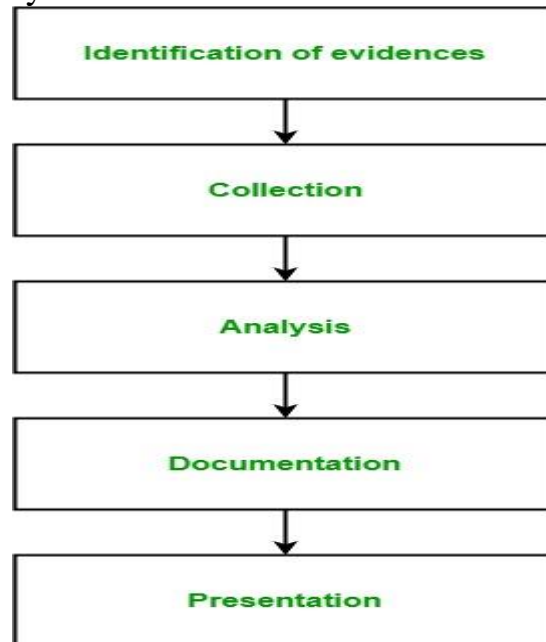 Identification of evidences
Collection
Analysis
Documentation
Presentation